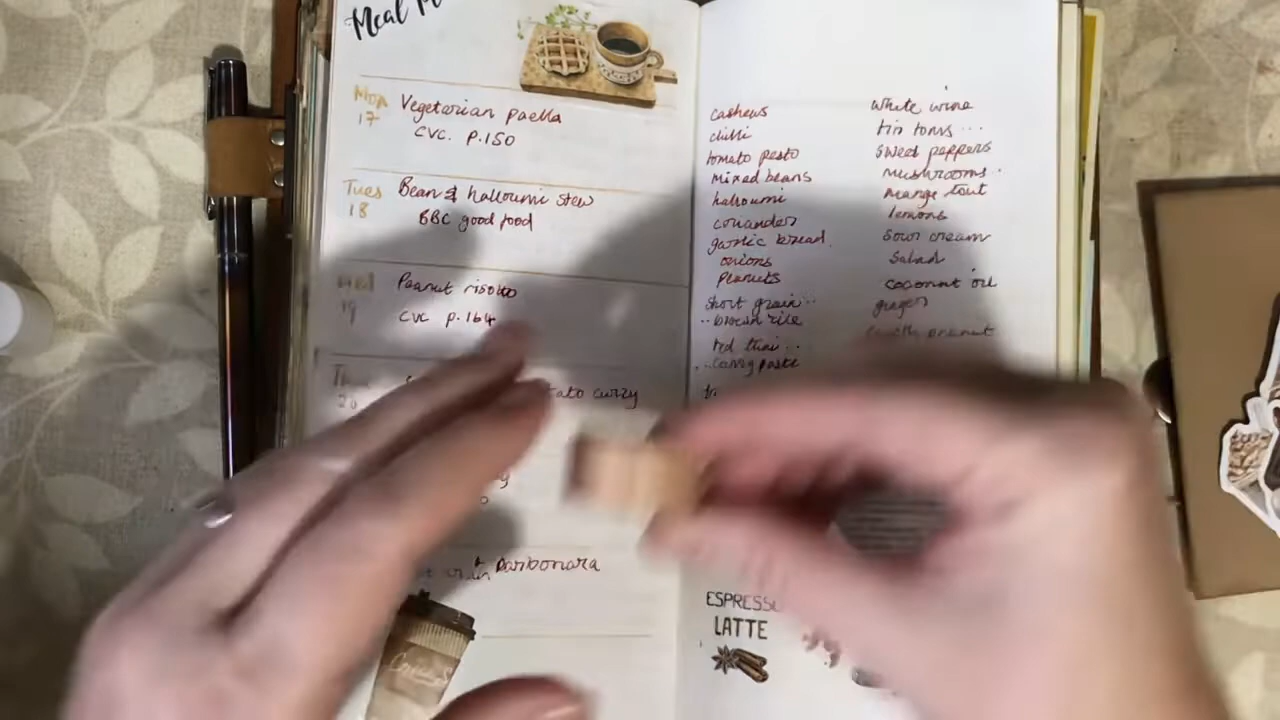 Meal
Mon
17
Vegetarian paella
CVC. P.150
Tues
18
Bean & halloumi stew
BBC good food
Wed
19
Peanut risotto
CVC P.164
20
tato curry
carbonara
cashews
chilli
tomato pesto
mixed beans
halloumi
coriander
garlic bread
onions
Peanuts
short grain..
..brown rice
red thai..
..curry paste
white wine
tin toms...
sweet peppers
mushrooms
mange tout
lemons
sour cream
Salad
coconut oil
ginger
ESPRESSO
LATTE